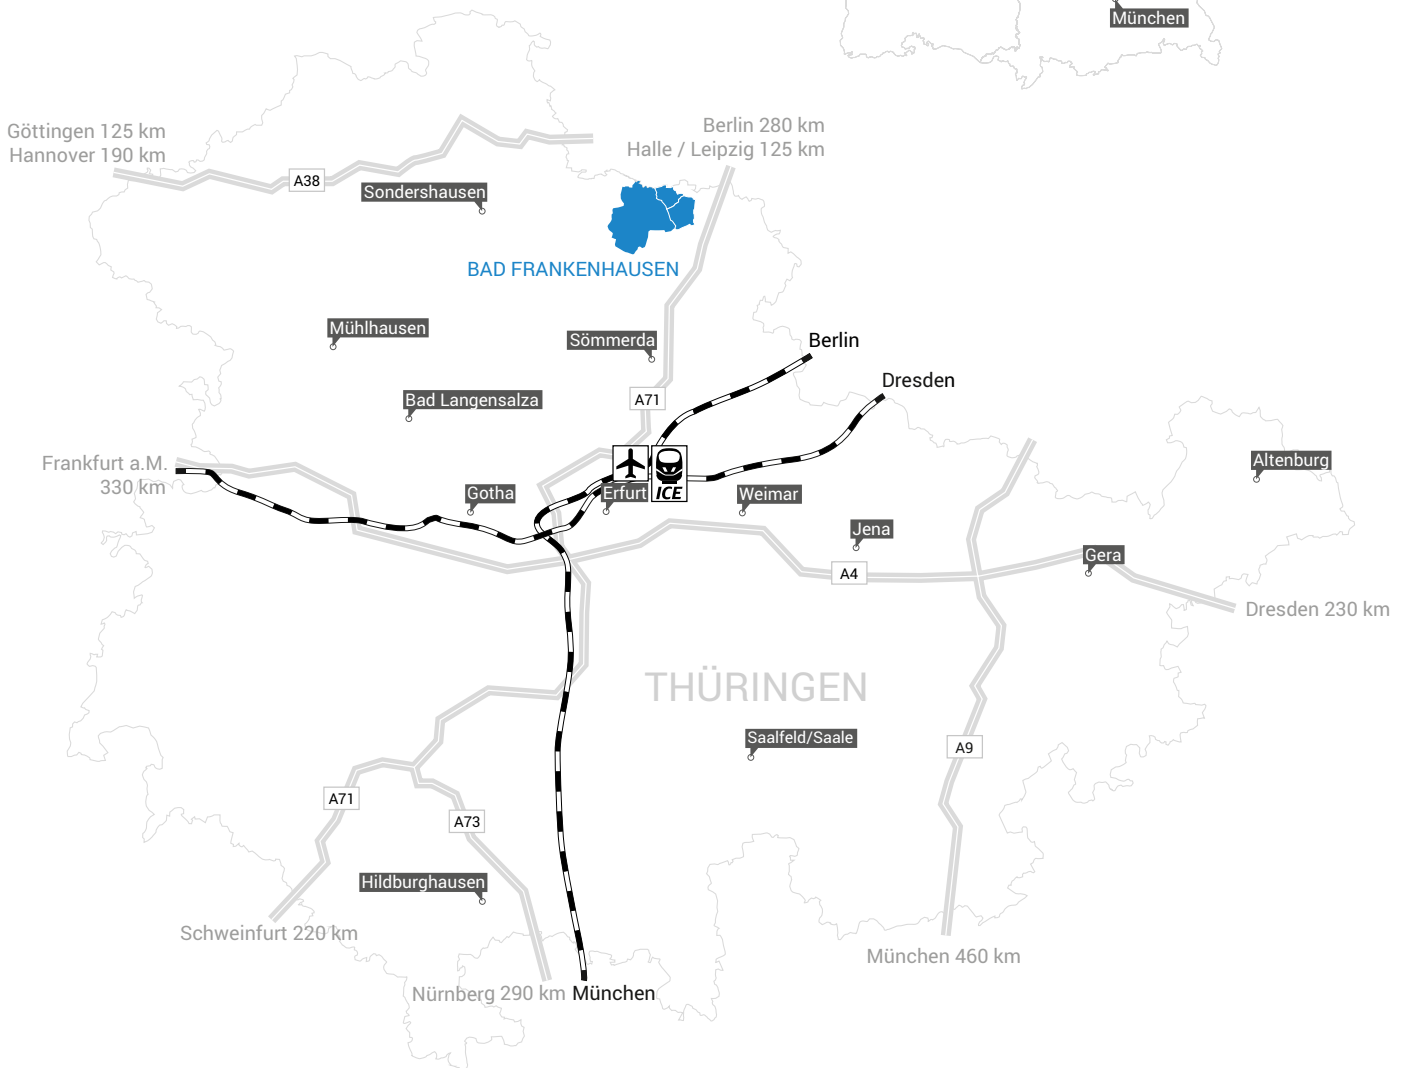 München
Göttingen 125 km
Hannover 190 km
Berlin 280 km
Halle / Leipzig 125 km
A38
Sondershausen
BAD FRANKENHAUSEN
Mühlhausen
Sömmerda
Berlin
Dresden
Bad Langensalza
A71
Frankfurt a.M.
330 km
Altenburg
Gotha
Erfurt
ICE
Weimar
Jena
Gera
A4
Dresden 230 km
THÜRINGEN
Saalfeld/Saale
A9
A71
A73
Hildburghausen
Schweinfurt 220 km
München 460 km
Nürnberg 290 km
München